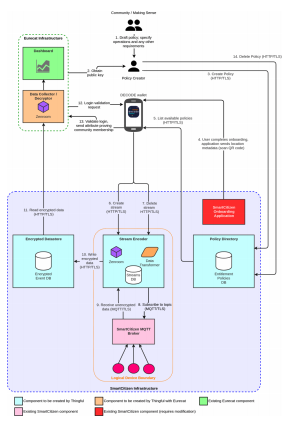 Community / Making Sense
1. Draft policy, specify
operations and any other
requirements
Eurecat Infrastructure
Dashboard
Policy Creator
14. Delete Policy (HTTP/TLS)
2. Obtain
public key
3. Create Policy
(HTTP/TLS)
Data Collector /
Decryptor
Zenroom
12. Login validation
request
DECODE wallet
13. Validate login,
send attribute proving
community membership
5. List available policies
(HTTP/TLS)
4. User completes onboarding
application sends location
metadata (scan QR code)
SmartCitizen
Onboarding
Application
11. Read encrypted data
(HTTP/TLS)
6. Create
stream
(HTTP/TLS)
7. Delete
stream
(HTTP/TLS)
Encrypted Datastore
Encrypted
Event DB
10. Write
encrypted
data
(HTTP/TLS)
Stream Encoder
Zenroom
Data
Transformer
Streams
DB
Policy Directory
Entitlement
Policies
DB
9. Receive unencrypted
data (MQTT/TLS)
8. Subscribe to topic
(MQTT/TLS)
SmartCitizen MQTT
Broker
Logical Device Boundary
SmartCitizen Infrastructure
Component to be created by Thingful
Component to be created by Thingful with Eurecat
Existing Eurecat component
Existing SmartCitizen component
Existing SmartCitizen component (requires modification)